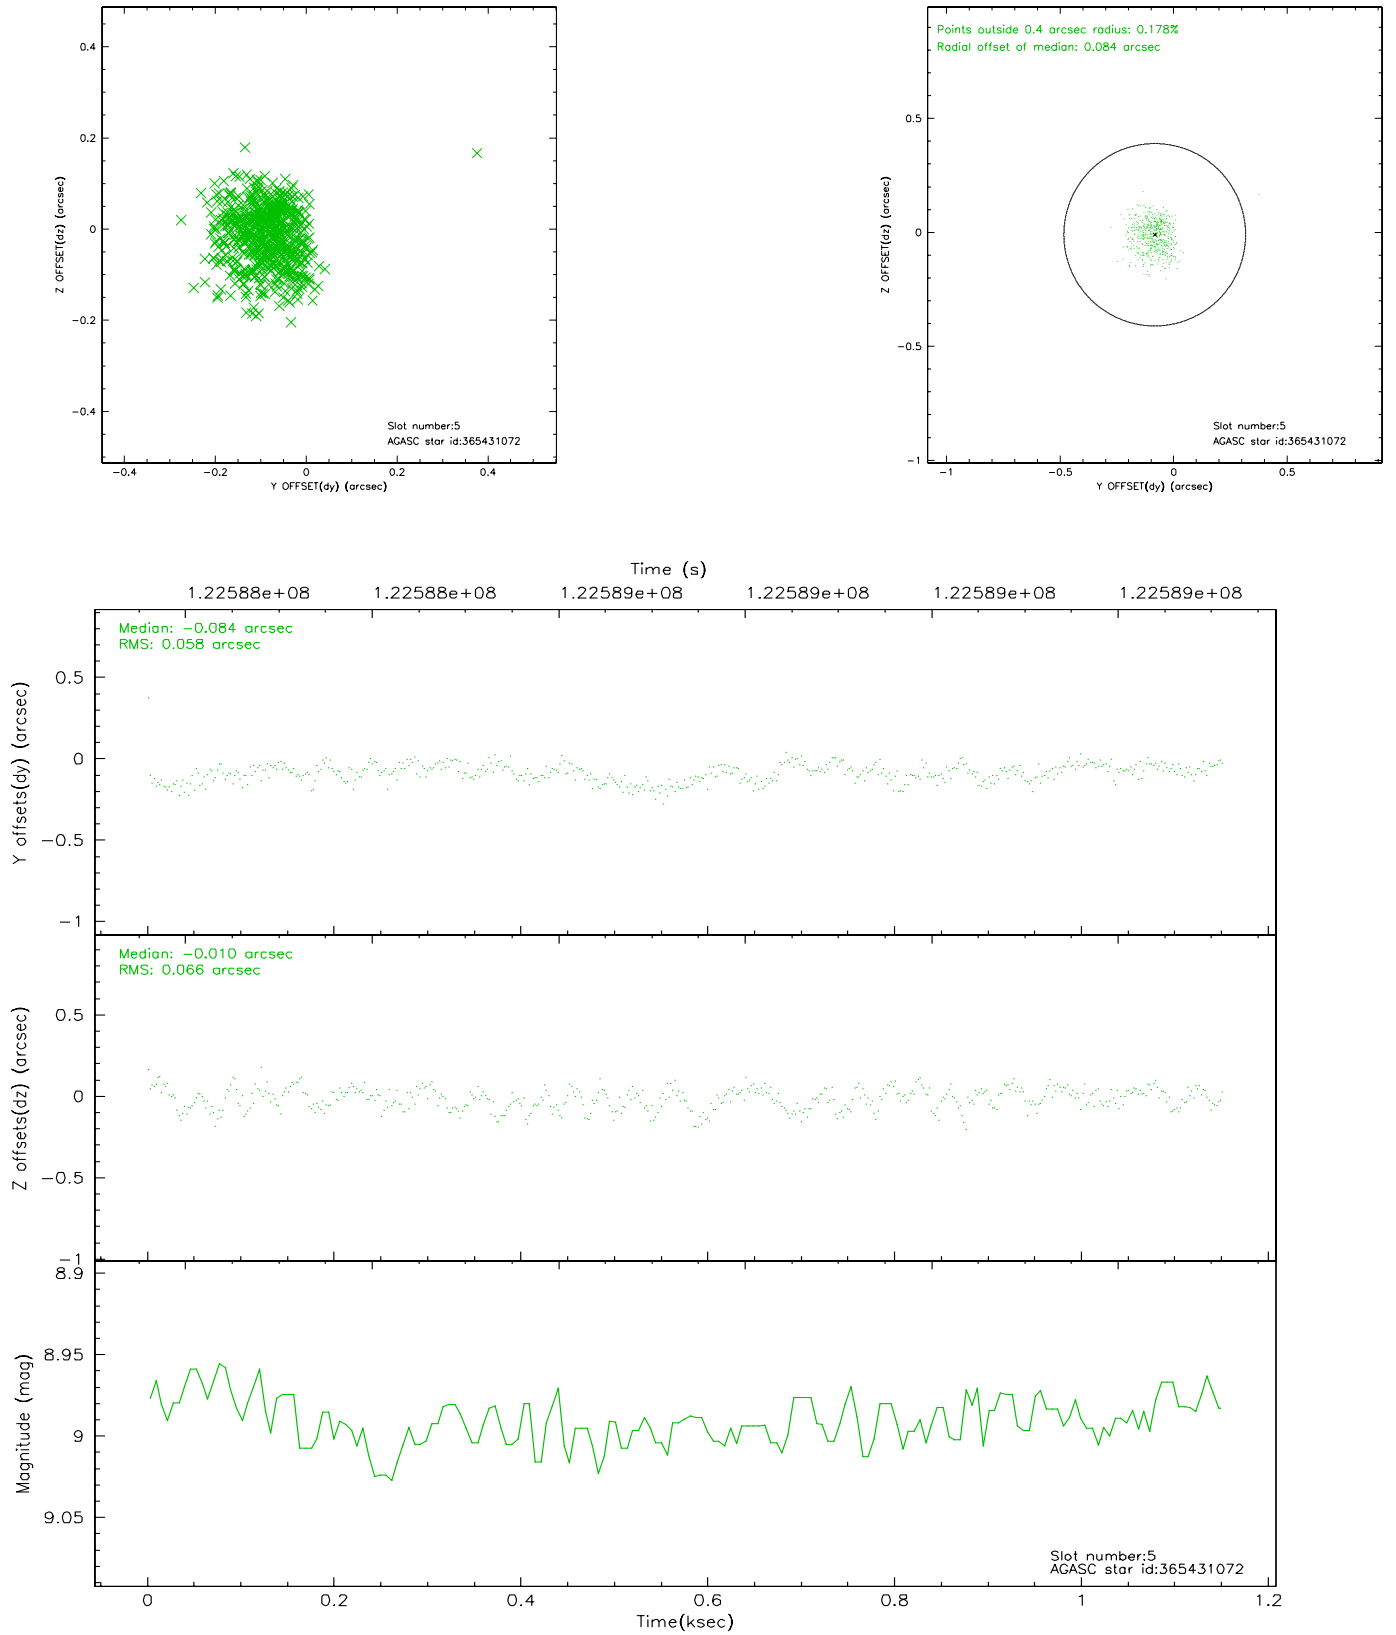 0.4
0.2
0
−0.2
−0.4
Z OFFSET(dz) (arcsec)
−0.4
−0.2
0
0.2
0.4
Y OFFSET(dy) (arcsec)
Slot number:5
AGASC star id:365431072
Points outside 0.4 arcsec radius: 0.178%
Radial offset of median: 0.084 arcsec
0.5
0
−0.5
−1
Z OFFSET(dz) (arcsec)
−1
−0.5
0
0.5
Y OFFSET(dy) (arcsec)
Slot number:5
AGASC star id:365431072
Time (s)
1.22588e+08
1.22588e+08
1.22589e+08
1.22589e+08
1.22589e+08
1.22589e+08
Median: −0.084 arcsec
RMS: 0.058 arcsec
0.5
0
−0.5
−1
Y offsets(dy) (arcsec)
Median: −0.010 arcsec
RMS: 0.066 arcsec
0.5
0
−0.5
−1
Z offsets(dz) (arcsec)
8.9
8.95
9
9.05
Magnitude (mag)
Slot number:5
AGASC star id:365431072
0
0.2
0.4
0.6
0.8
1
1.2
Time(ksec)